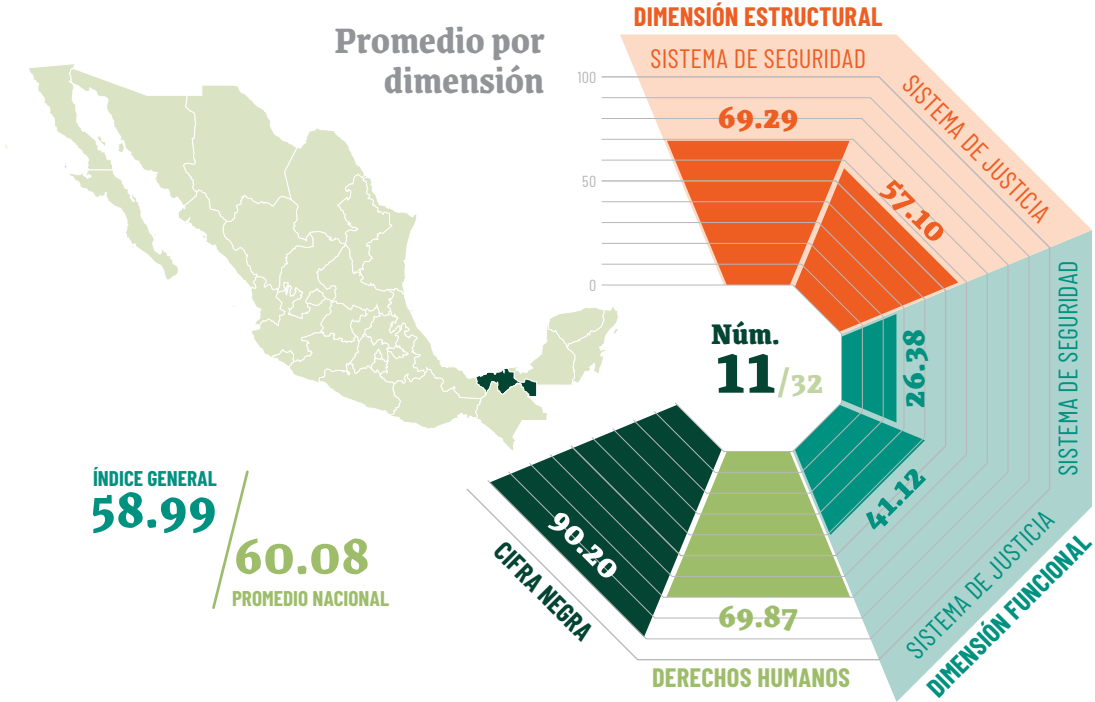 Promedio por
dimensión
DIMENSIÓN ESTRUCTURAL
SISTEMA DE SEGURIDAD
SISTEMA DE JUSTICIA
100
50
0
69.29
57.10
SISTEMA DE SEGURIDAD
26.38
Núm.
11/32
41.12
SISTEMA DE JUSTICIA
DIMENSIÓN FUNCIONAL
69.87
DERECHOS HUMANOS
90.20
CIFRA NEGRA
ÍNDICE GENERAL
58.99
60.08
PROMEDIO NACIONAL